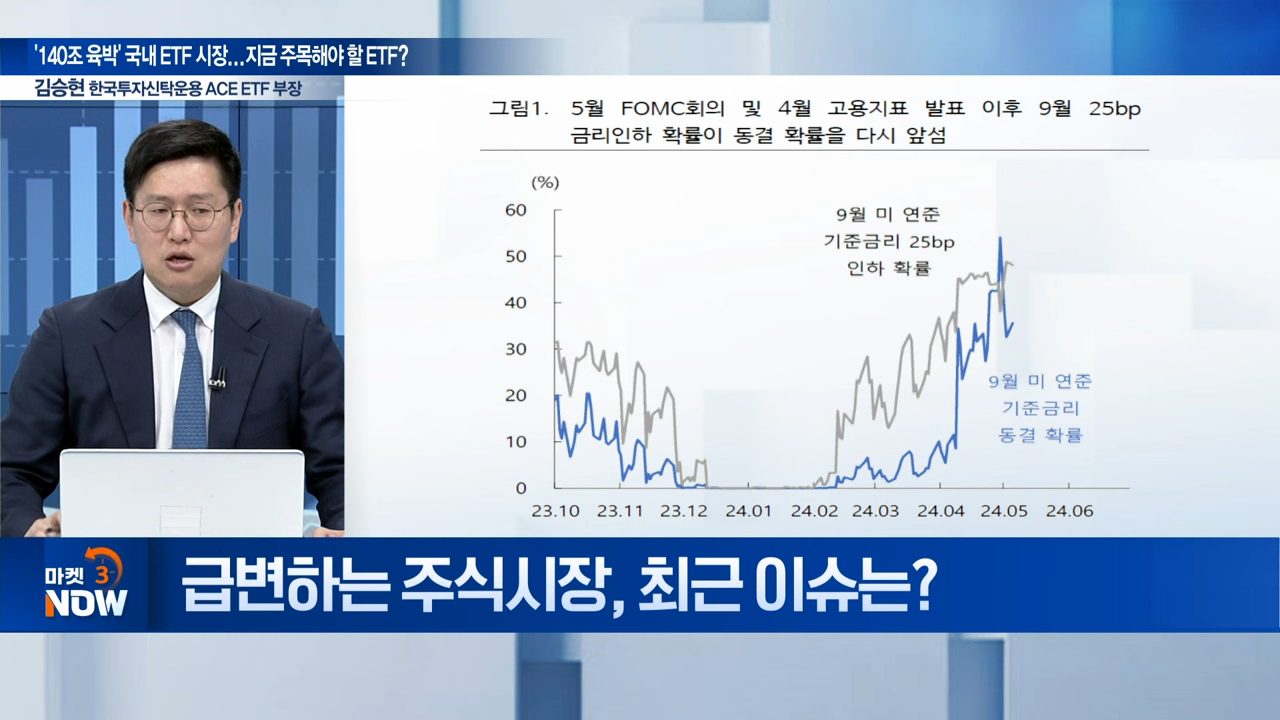 '140조 육박' 국내 ETF 시장...지금 주목해야 할 ETF?
김승현 한국투자신탁운용 ACE ETF 부장
그림1. 5월 FOMC회의 및 4월 고용지표 발표 이후 9월 25bp
금리인하 확률이 동결 확률을 다시 앞섬
(%)
60
50
40
30
20
10
0
9월 미 연준
기준금리 25bp
인하 확률
9월 미 연준
기준금리
동결 확률
23.10 23.11 23.12 24.01 24.02 24.03 24.04 24.05 24.06
마켓 3
NOW
급변하는 주식시장, 최근 이슈는?